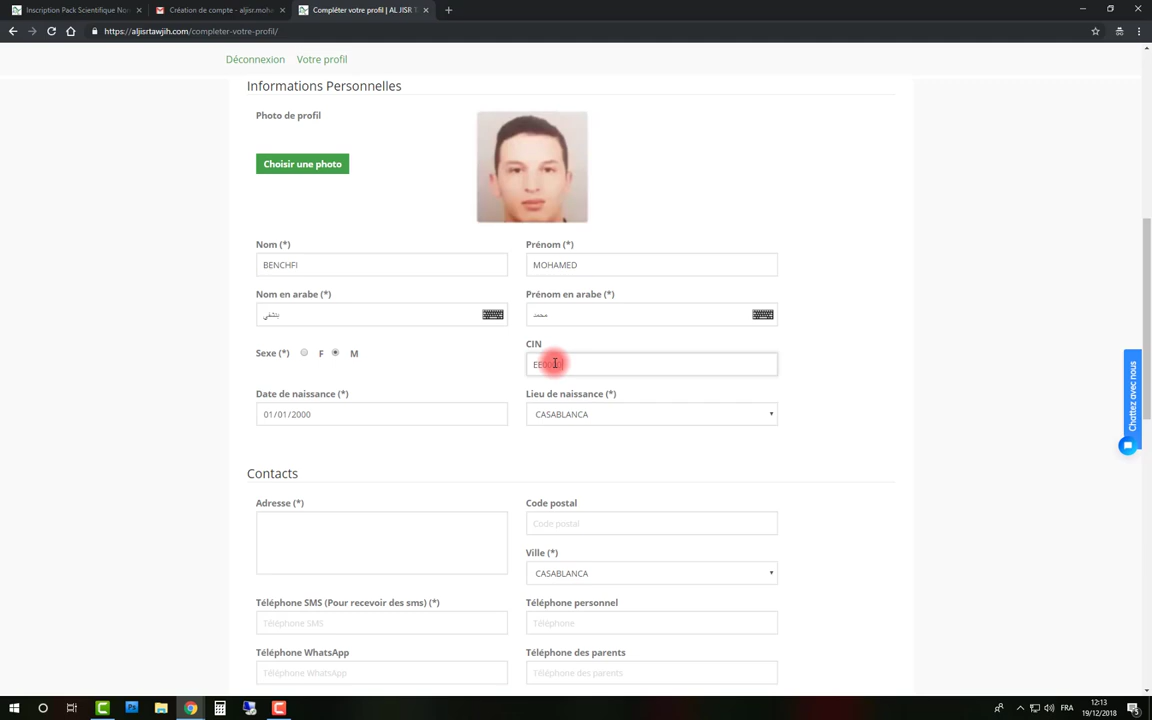 Inscription Pack Scientifique No
Création de compte - aljisr.moh
Compléter votre profil | AL JISR T
https://aljisrtawjih.com/completer-votre-profil/
Déconnexion Votre profil
Informations Personnelles
Photo de profil
Choisir une photo
Nom (*) Prénom (*)
BENCHFI MOHAMED
Nom en arabe (*) Prénom en arabe (*)
بنشفي محمد
Sexe (*) F M
CIN
Date de naissance (*) Lieu de naissance (*)
01/01/2000 CASABLANCA
Contacts
Adresse (*) Code postal
Code postal
Ville (*)
CASABLANCA
Téléphone SMS (Pour recevoir des sms) (*) Téléphone personnel
Téléphone SMS Téléphone
Téléphone WhatsApp Téléphone des parents
Téléphone WhatsApp Téléphone des parents
Chattez avec nous
FRA
12:13
19/12/2018